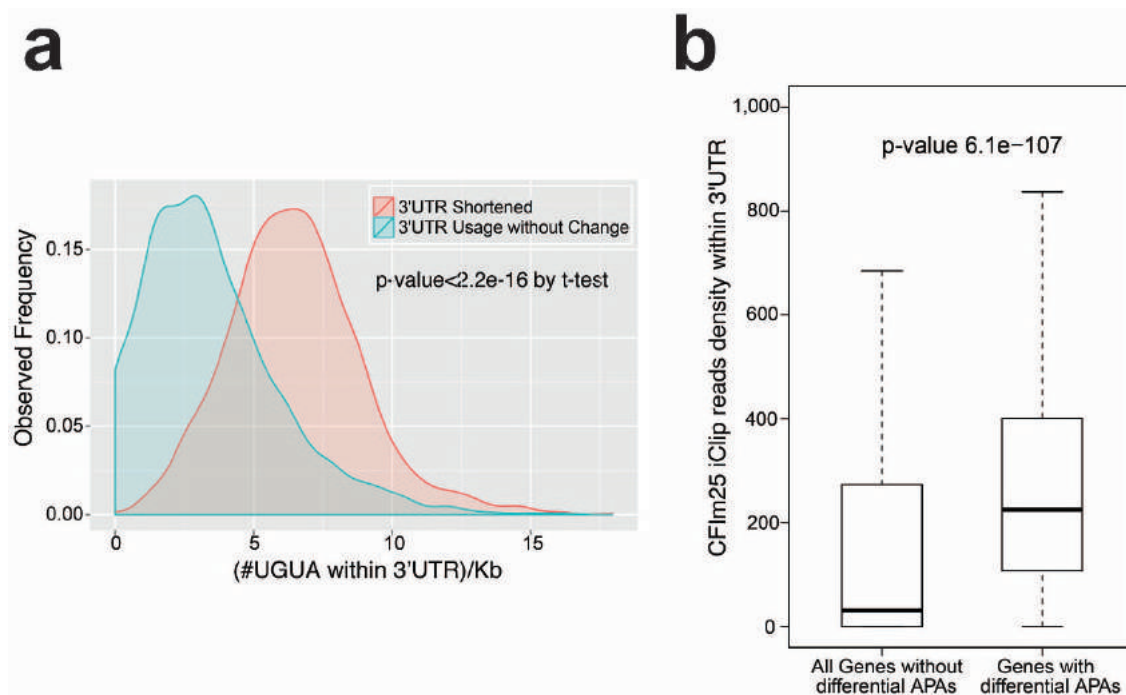 a
Observed Frequency
0.15
0.10
0.05
0.00
3'UTR Shortened
3'UTR Usage without Change
p-value<2.2e-16 by t-test
0 5 10 15
(#UGUA within 3'UTR)/Kb
b
CFIm25 iClip reads density within 3'UTR
1,000
800
600
400
200
0
p-value 6.1e−107
All Genes without
differential APAs
Genes with
differential APAs